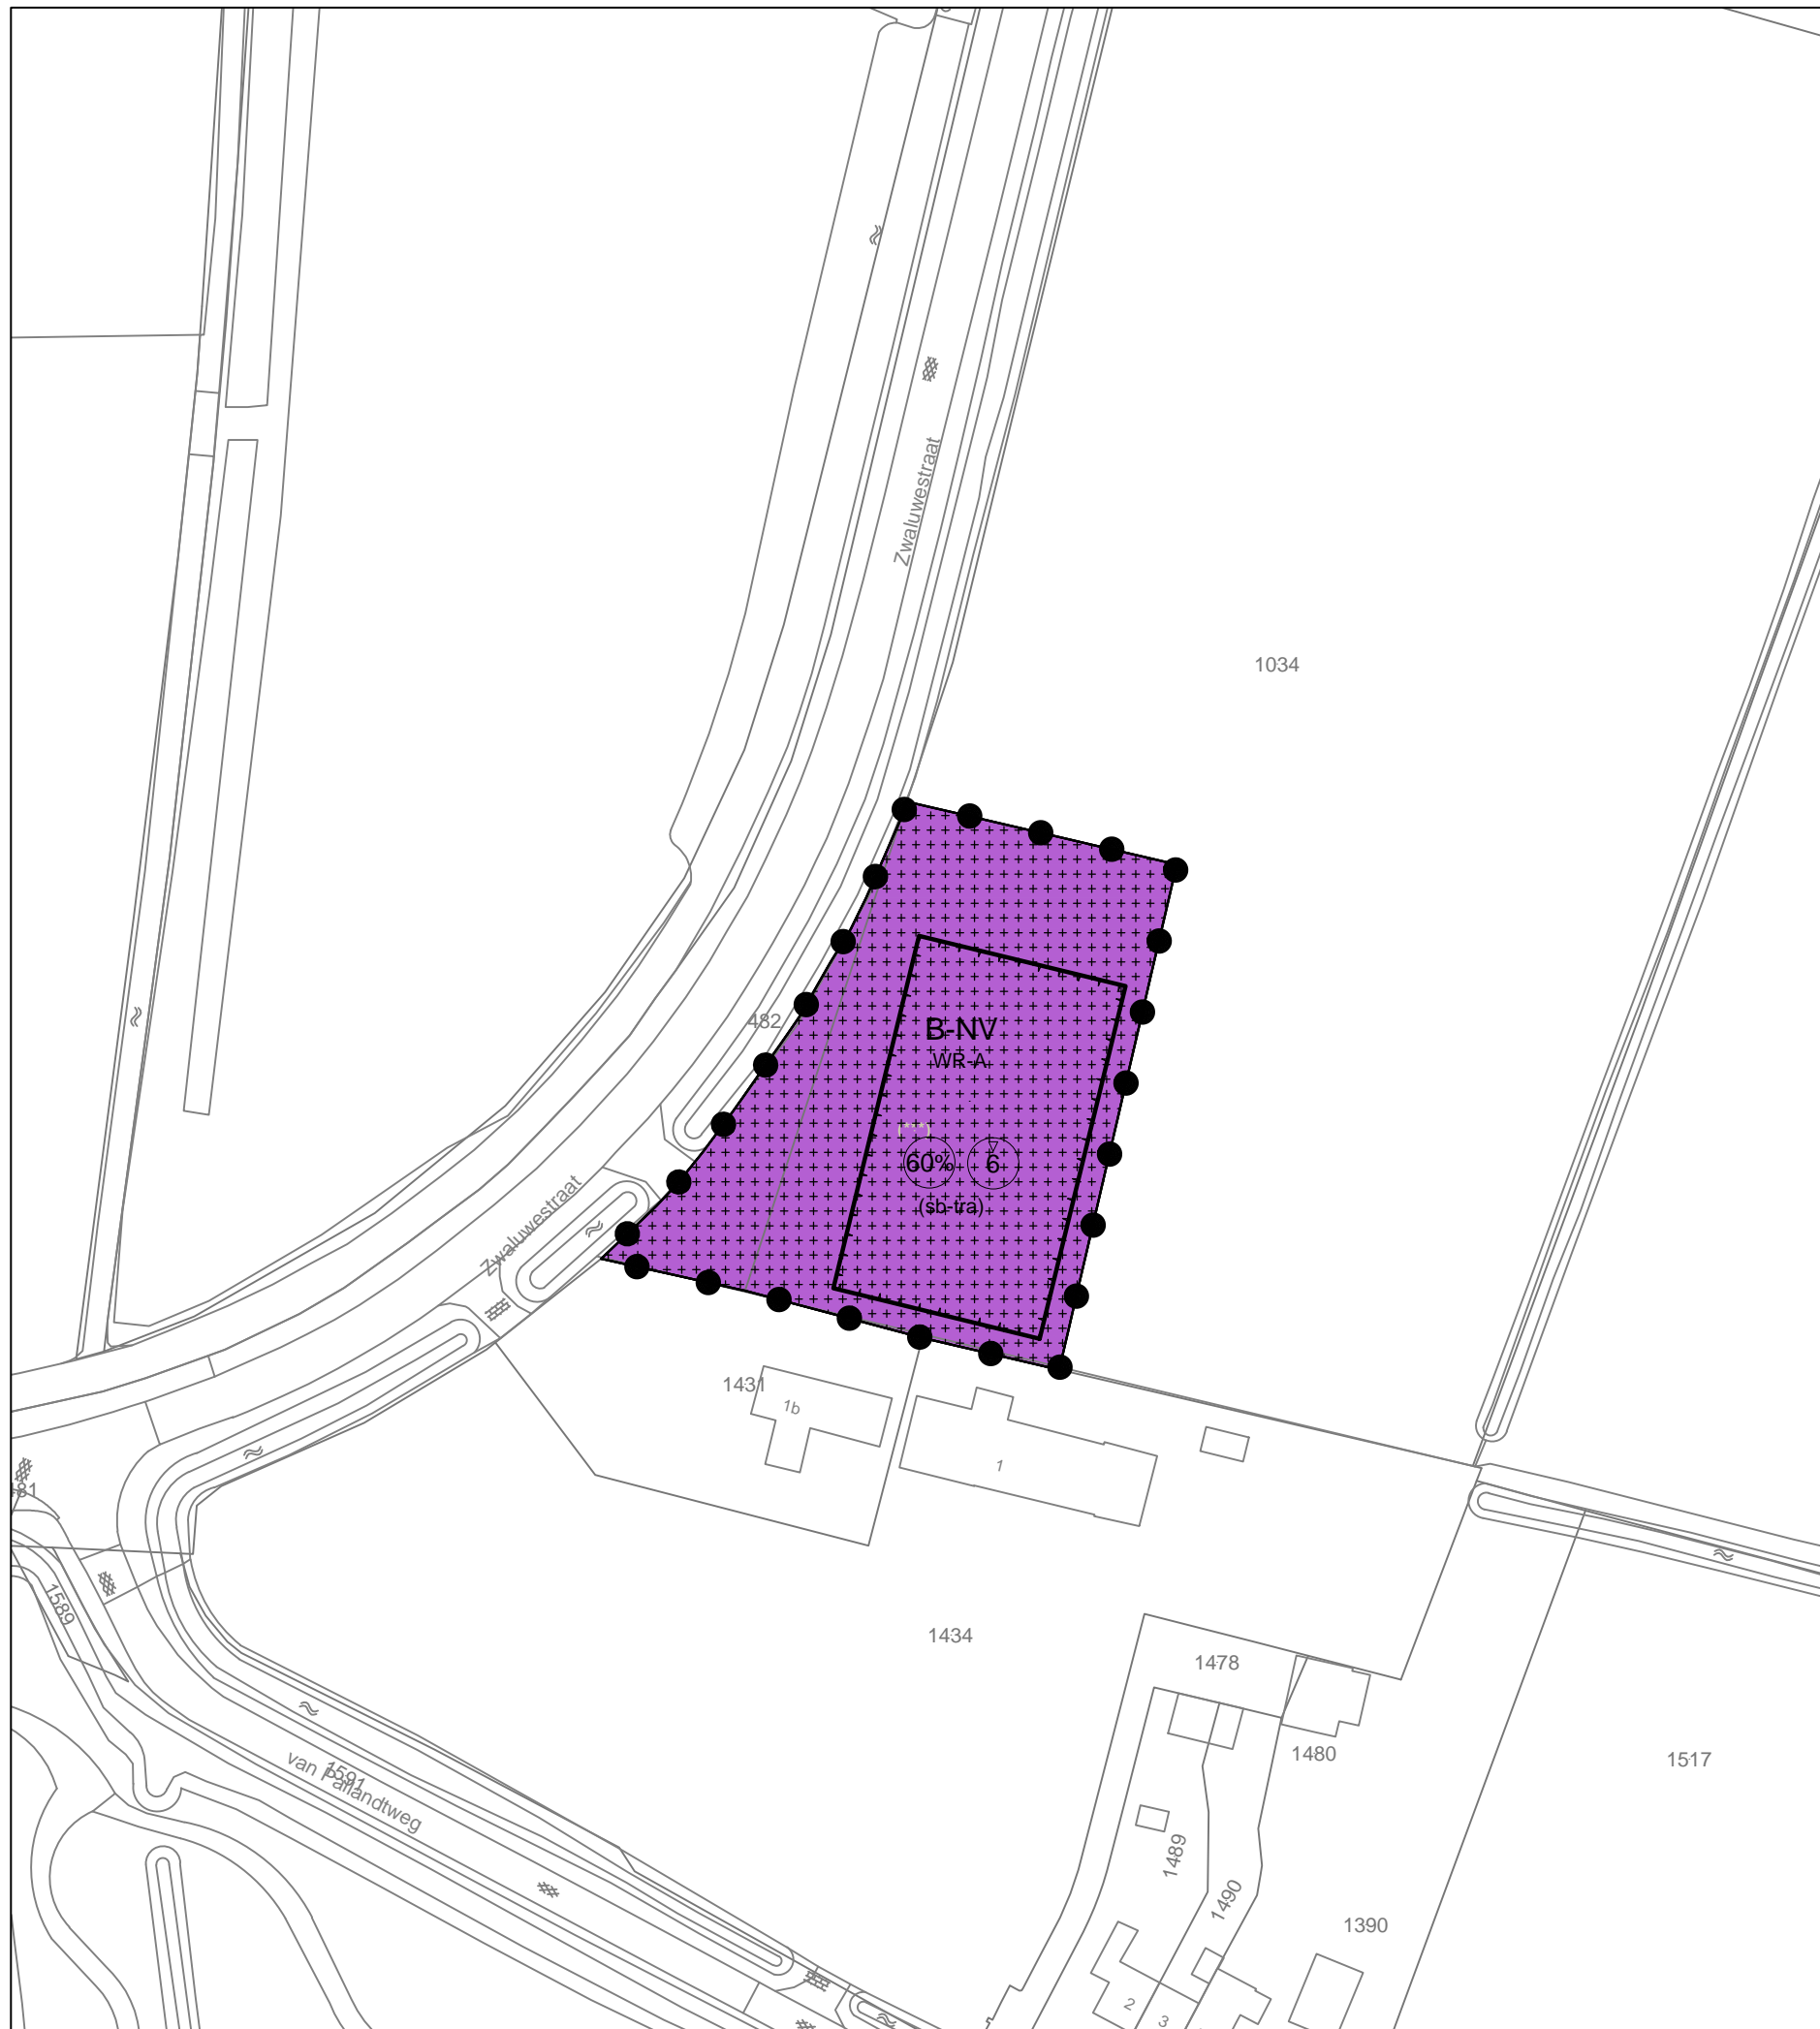 Zwaluwestraat
1034
482
B-NV
WR-A
[***]
60%
6
(sb-tra)
Zwaluwestraat
1431
1b
1
1589
1434
1478
1480
1517
van Pallandtweg
1591
1489
1490
1390
2
3